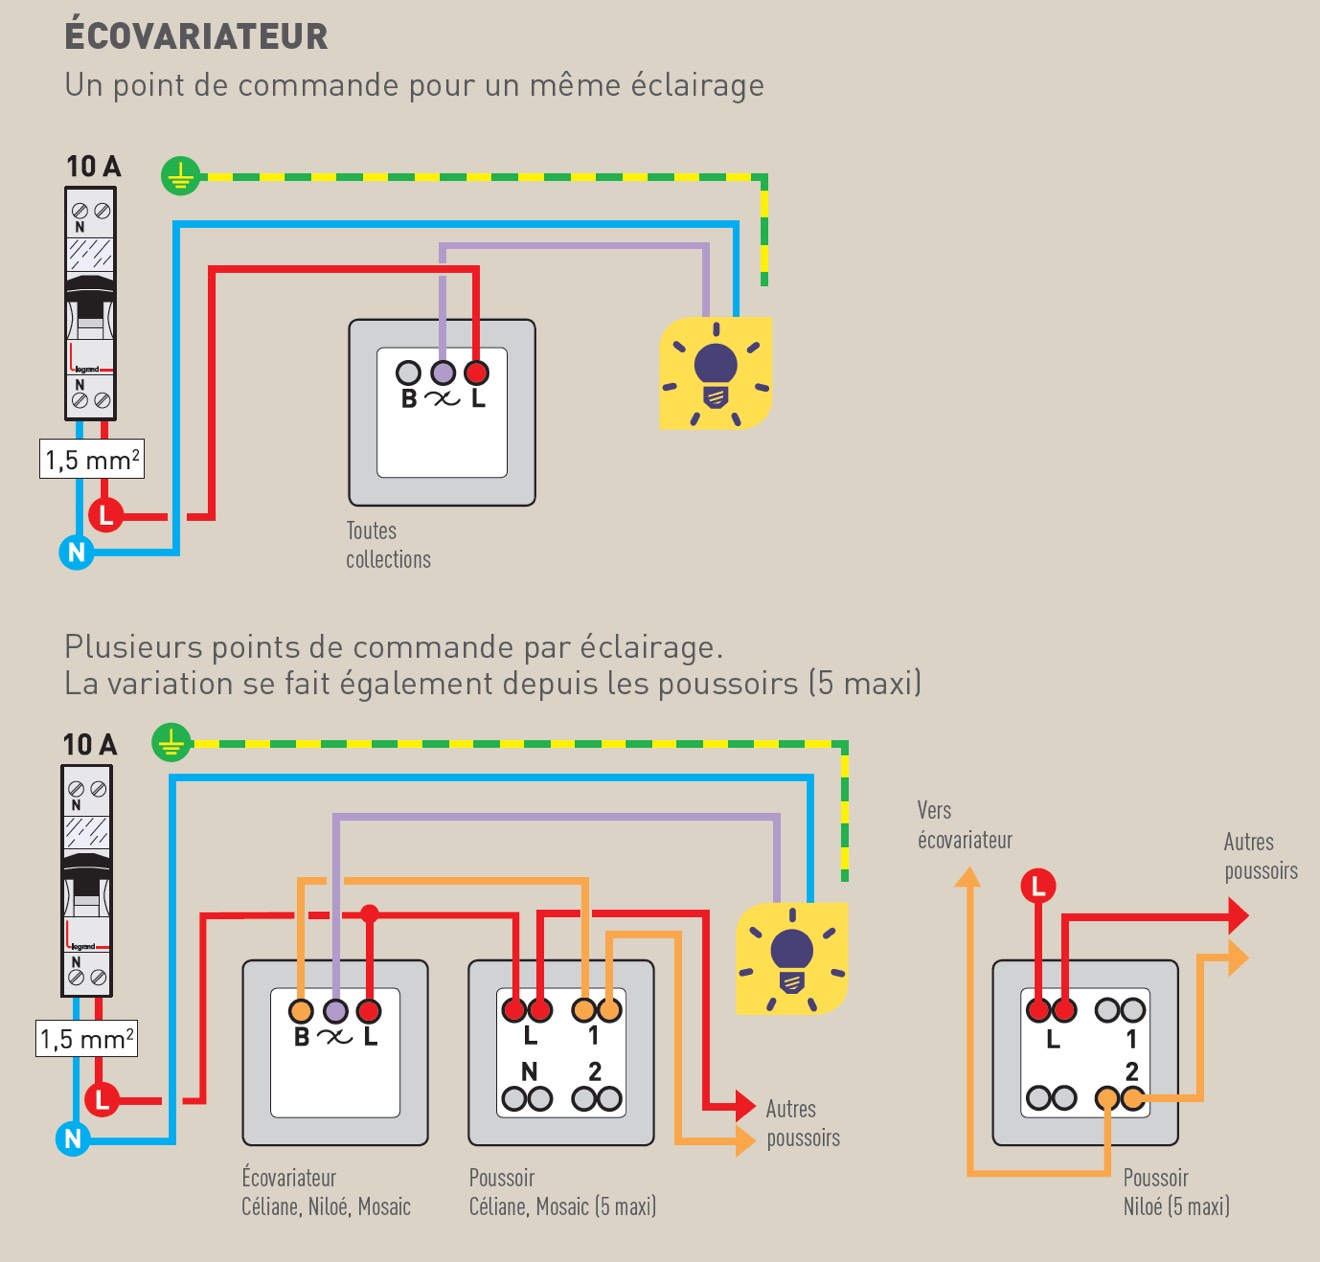 ÉCOVARIATEUR
Un point de commande pour un même éclairage
10 A
N
legrand
N
1,5 mm²
L
N
B L
Toutes
collections
Plusieurs points de commande par éclairage.
La variation se fait également depuis les poussoirs (5 maxi)
10 A
N
legrand
N
1,5 mm²
L
N
B L
Écovariateur
Céliane, Niloé, Mosaic
L 1
N 2
Poussoir
Céliane, Mosaic (5 maxi)
Autres
poussoirs
Vers
écovariateur
L
Autres
poussoirs
L 1
2
Poussoir
Niloé (5 maxi)